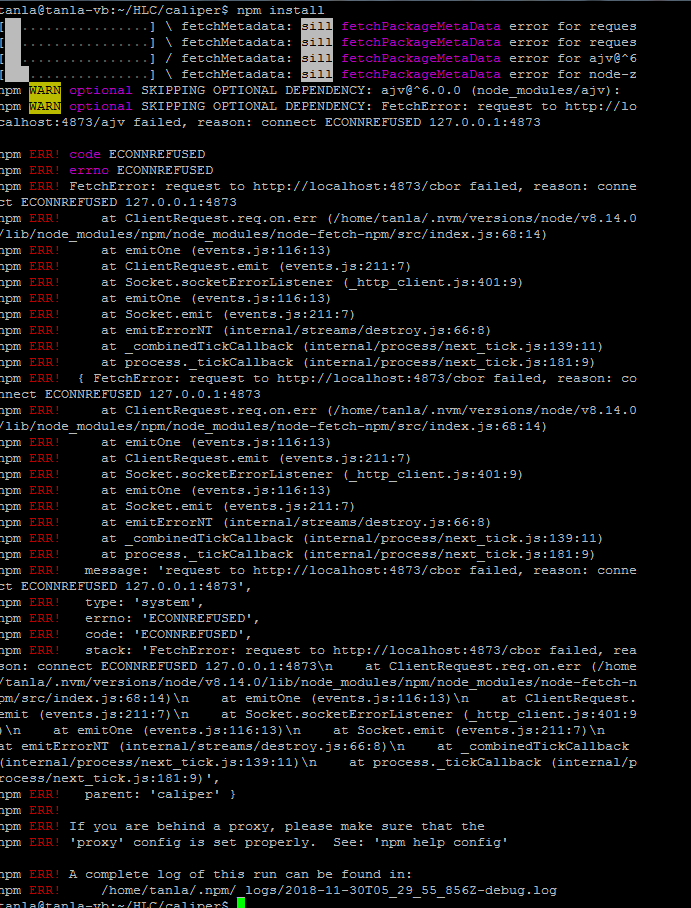 tanla@tanla-vb:~/HLC/caliper$ npm install
[ ................] \ fetchMetadata: sill fetchPackageMetaData error for reques
[ ................] \ fetchMetadata: sill fetchPackageMetaData error for reques
[ ................] / fetchMetadata: sill fetchPackageMetaData error for ajv@^6
[ ...............] \ fetchMetadata: sill fetchPackageMetaData error for node-z
npm WARN optional SKIPPING OPTIONAL DEPENDENCY: ajv@^6.0.0 (node_modules/ajv):
npm WARN optional SKIPPING OPTIONAL DEPENDENCY: FetchError: request to http://lo
calhost:4873/ajv failed, reason: connect ECONNREFUSED 127.0.0.1:4873
npm ERR! code ECONNREFUSED
npm ERR! errno ECONNREFUSED
npm ERR! FetchError: request to http://localhost:4873/cbor failed, reason: conne
ct ECONNREFUSED 127.0.0.1:4873
npm ERR!     at ClientRequest.req.on.err (/home/tanla/.nvm/versions/node/v8.14.0
/lib/node_modules/npm/node_modules/node-fetch-npm/src/index.js:68:14)
npm ERR!     at emitOne (events.js:116:13)
npm ERR!     at ClientRequest.emit (events.js:211:7)
npm ERR!     at Socket.socketErrorListener (_http_client.js:401:9)
npm ERR!     at emitOne (events.js:116:13)
npm ERR!     at Socket.emit (events.js:211:7)
npm ERR!     at emitErrorNT (internal/streams/destroy.js:66:8)
npm ERR!     at _combinedTickCallback (internal/process/next_tick.js:139:11)
npm ERR!     at process._tickCallback (internal/process/next_tick.js:181:9)
npm ERR!  { FetchError: request to http://localhost:4873/cbor failed, reason: co
nnect ECONNREFUSED 127.0.0.1:4873
npm ERR!     at ClientRequest.req.on.err (/home/tanla/.nvm/versions/node/v8.14.0
/lib/node_modules/npm/node_modules/node-fetch-npm/src/index.js:68:14)
npm ERR!     at emitOne (events.js:116:13)
npm ERR!     at ClientRequest.emit (events.js:211:7)
npm ERR!     at Socket.socketErrorListener (_http_client.js:401:9)
npm ERR!     at emitOne (events.js:116:13)
npm ERR!     at Socket.emit (events.js:211:7)
npm ERR!     at emitErrorNT (internal/streams/destroy.js:66:8)
npm ERR!     at _combinedTickCallback (internal/process/next_tick.js:139:11)
npm ERR!     at process._tickCallback (internal/process/next_tick.js:181:9)
npm ERR!   message: 'request to http://localhost:4873/cbor failed, reason: conne
ct ECONNREFUSED 127.0.0.1:4873',
npm ERR!   type: 'system',
npm ERR!   errno: 'ECONNREFUSED',
npm ERR!   code: 'ECONNREFUSED',
npm ERR!   stack: 'FetchError: request to http://localhost:4873/cbor failed, rea
son: connect ECONNREFUSED 127.0.0.1:4873\n    at ClientRequest.req.on.err (/home
/tanla/.nvm/versions/node/v8.14.0/lib/node_modules/npm/node_modules/node-fetch-n
pm/src/index.js:68:14)\n    at emitOne (events.js:116:13)\n    at ClientRequest.
emit (events.js:211:7)\n    at Socket.socketErrorListener (_http_client.js:401:9
)\n    at emitOne (events.js:116:13)\n    at Socket.emit (events.js:211:7)\n
at emitErrorNT (internal/streams/destroy.js:66:8)\n    at _combinedTickCallback
(internal/process/next_tick.js:139:11)\n    at process._tickCallback (internal/p
rocess/next_tick.js:181:9)',
npm ERR!   parent: 'caliper' }
npm ERR!
npm ERR! If you are behind a proxy, please make sure that the
npm ERR! 'proxy' config is set properly.  See: 'npm help config'
npm ERR! A complete log of this run can be found in:
npm ERR!     /home/tanla/.npm/_logs/2018-11-30T05_29_55_856Z-debug.log
tanla@tanla-vb:~/HLC/caliper$